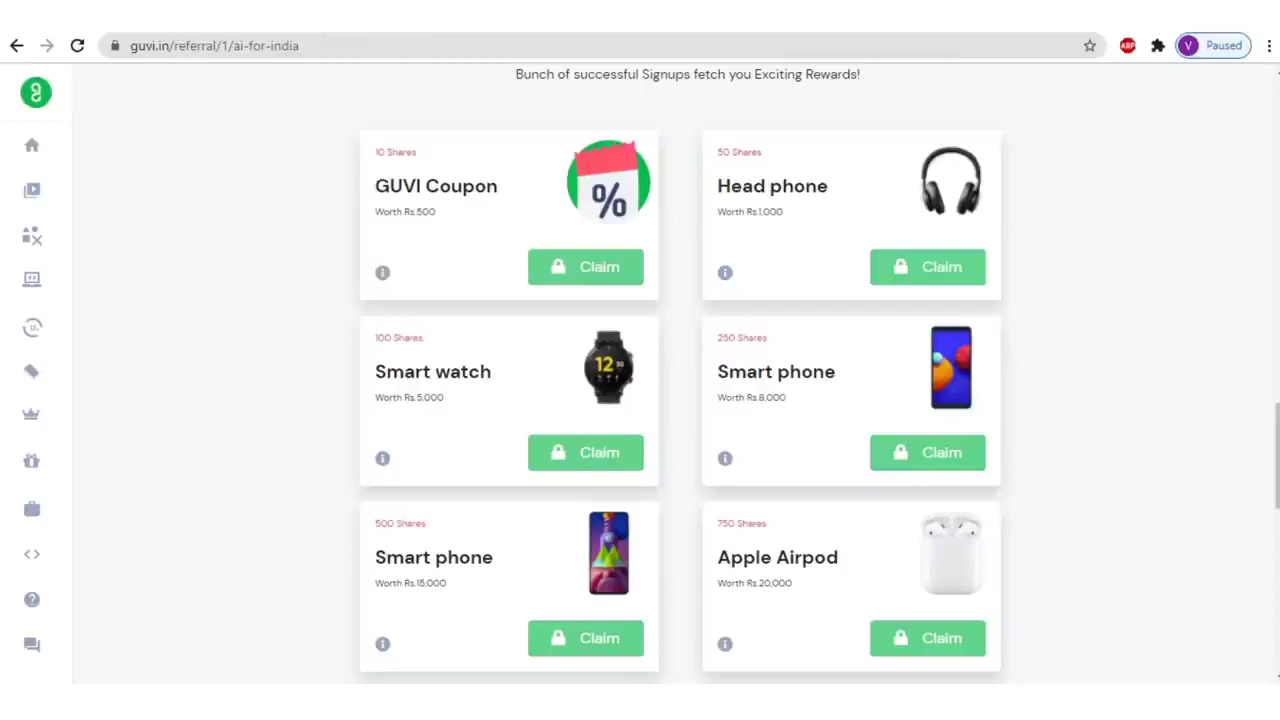 guvi.in/referral/1/ai-for-india
ABP
V
Paused
Bunch of successful Signups fetch you Exciting Rewards!
10 Shares
GUVI Coupon
Worth Rs.500
%
Claim
50 Shares
Head phone
Worth Rs.1,000
Claim
100 Shares
Smart watch
Worth Rs.5,000
12 30
Claim
250 Shares
Smart phone
Worth Rs.8,000
Claim
500 Shares
Smart phone
Worth Rs.15,000
Claim
750 Shares
Apple Airpod
Worth Rs.20,000
Claim